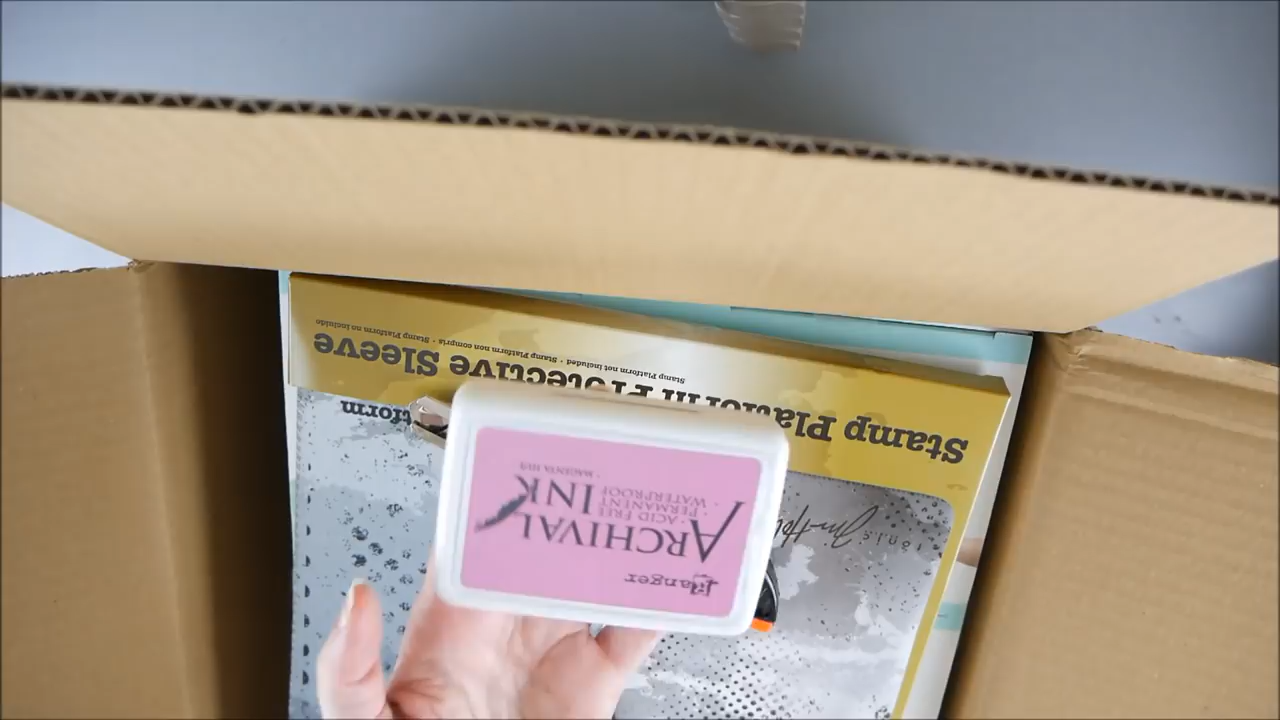 Stamp Platform Protective Sleeve
Stamp Platform not included · Stamp Platform non compris · Stamp Platform no incluido
Ranger
ARCHIVAL INK
· ACID FREE
· PERMANENT
· WATERPROOF
· MAGENTA HUE